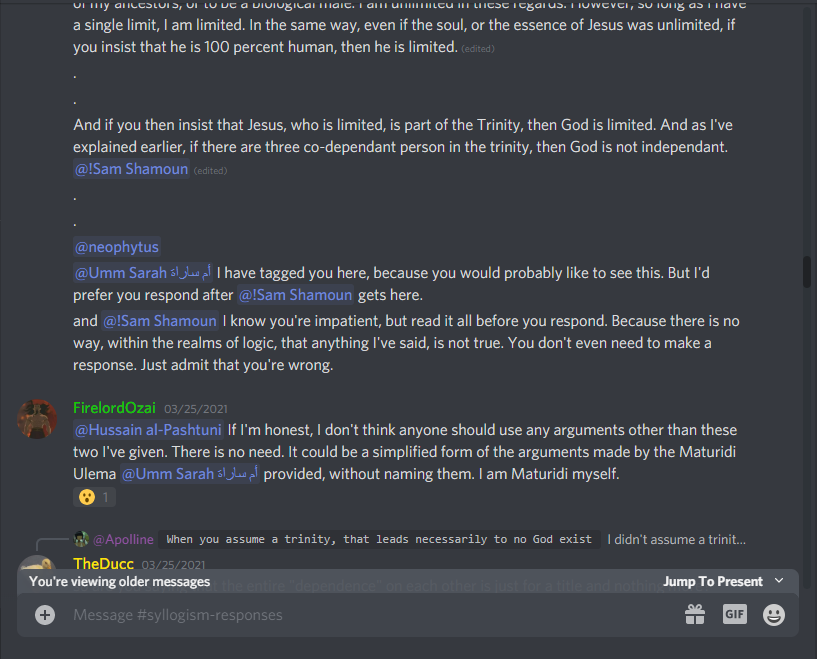 of my ancestors, or to be a biological male. I am unlimited in these regards. However, so long as I have
a single limit, I am limited. In the same way, even if the soul, or the essence of Jesus was unlimited, if
you insist that he is 100 percent human, then he is limited. (edited)
.
.
And if you then insist that Jesus, who is limited, is part of the Trinity, then God is limited. And as I've
explained earlier, if there are three co-dependant person in the trinity, then God is not independant.
@!Sam Shamoun (edited)
.
.
@neophytus
@Umm Sarah أم سارة I have tagged you here, because you would probably like to see this. But I'd
prefer you respond after @!Sam Shamoun gets here.
and @!Sam Shamoun I know you're impatient, but read it all before you respond. Because there is no
way, within the realms of logic, that anything I've said, is not true. You don't even need to make a
response. Just admit that you're wrong.
FirelordOzai 03/25/2021
@Hussain al-Pashtuni If I'm honest, I don't think anyone should use any arguments other than these
two I've given. There is no need. It could be a simplified form of the arguments made by the Maturidi
Ulema @Umm Sarah أم سارة provided, without naming them. I am Maturidi myself.
😮 1
@Apolline When you assume a trinity, that leads necessarily to no God exist I didn't assume a trinit...
TheDucc 03/25/2021
the entire "dependence" on each other is just for a title and nothing
You're viewing older messages Jump To Present
Message #syllogism-responses GIF